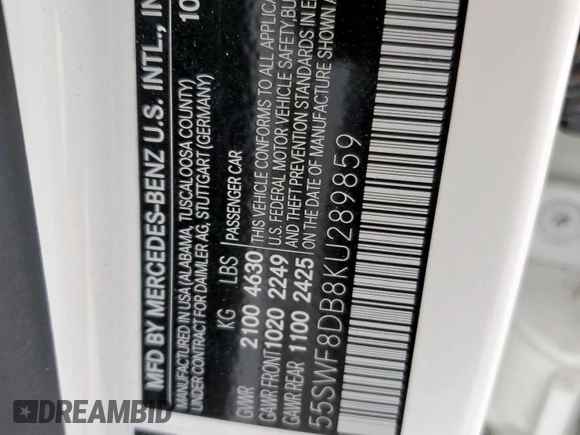 MFD BY MERCEDES-BENZ U.S. INTL., IN
10
MANUFACTURED IN USA (ALABAMA, TUSCALOOSA COUNTY)
UNDER CONTRACT FOR DAIMLER AG, STUTTGART (GERMANY)
KG LBS PASSENGER CAR
GVWR 2100 4630
GAWR FRONT 1020 2249
GAWR REAR 1100 2425
THIS VEHICLE CONFORMS TO ALL APPLICA
U.S. FEDERAL MOTOR VEHICLE SAFETY, BU
AND THEFT PREVENTION STANDARDS IN E
ON THE DATE OF MANUFACTURE SHOWN A
55SWF8DB8KU289859
DREAMBID